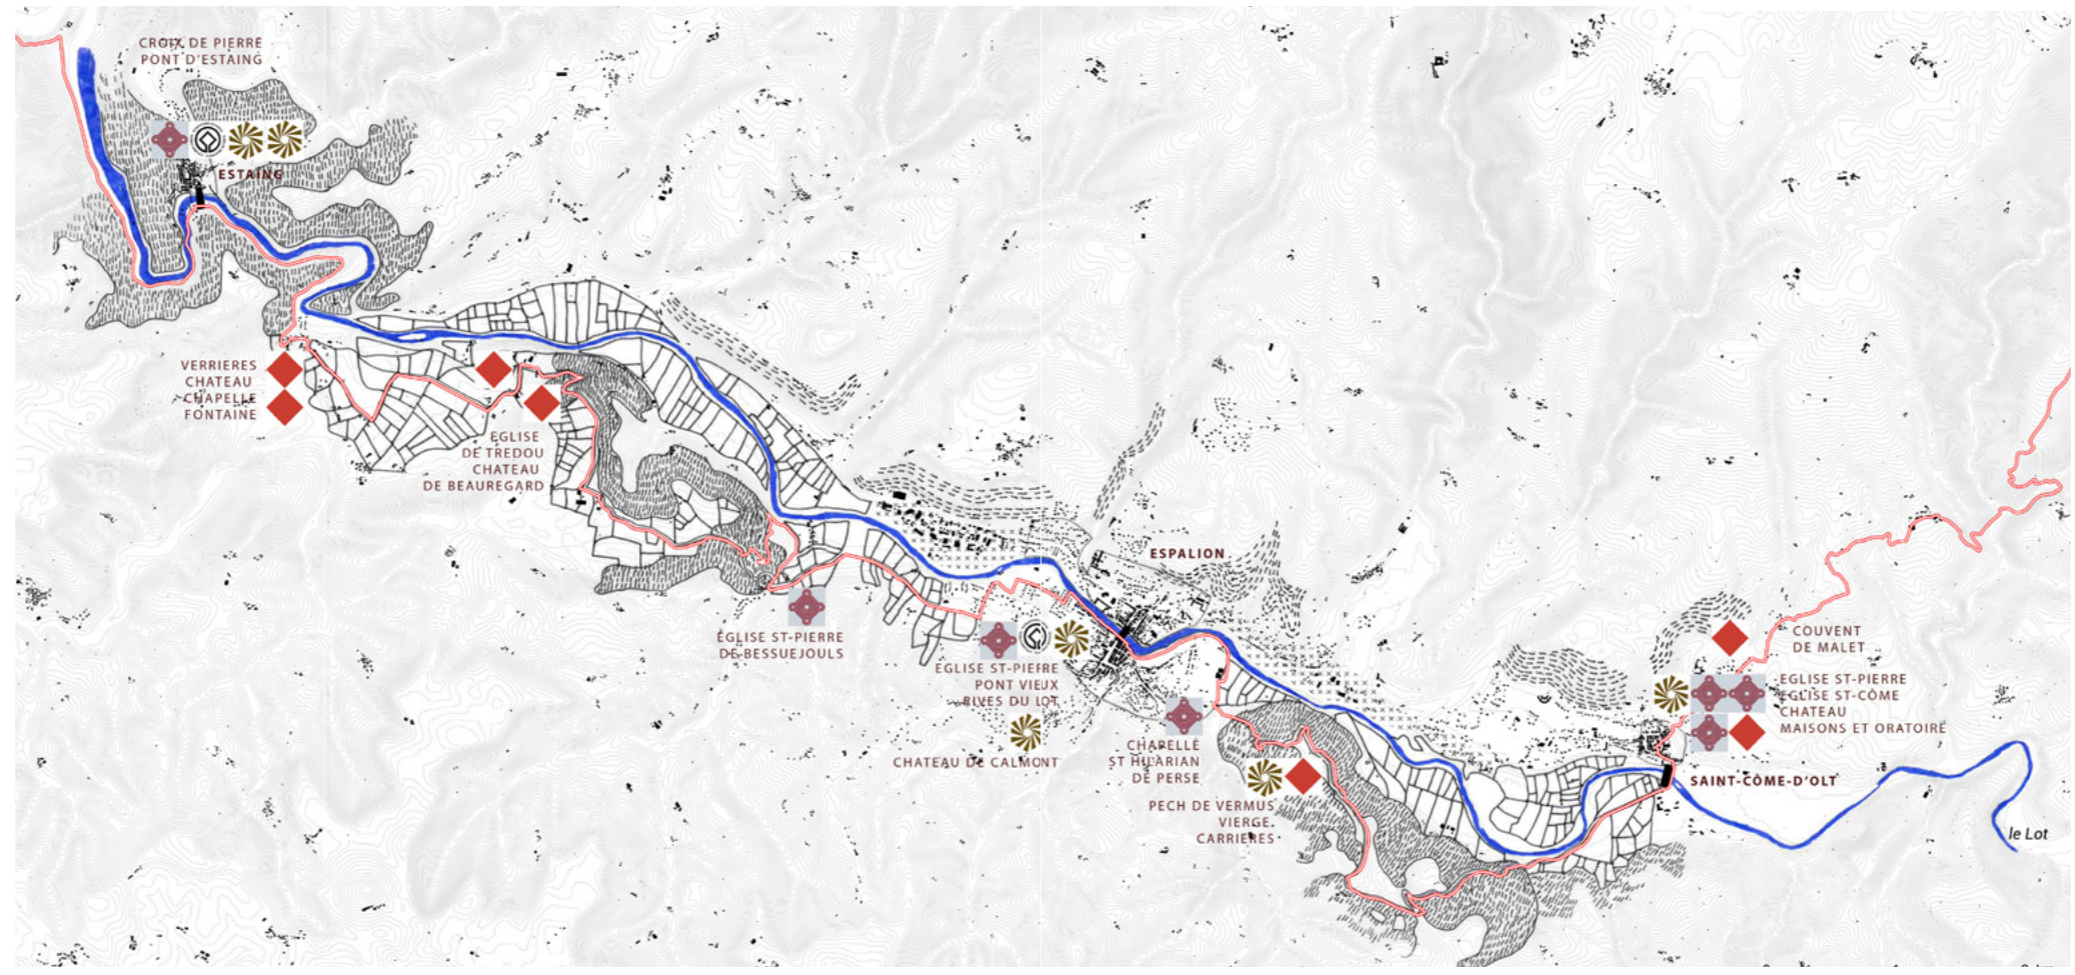 CROIX DE PIERRE
PONT D'ESTAING
ESTAING
VERRIERES
CHATEAU
CHAPELLE
FONTAINE
EGLISE
DE TREDOU
CHATEAU
DE BEAUREGARD
ÉGLISE ST-PIERRE
DE BESSUEJOULS
ESPALION
EGLISE ST-PIERRE
PONT VIEUX
RIVES DU LOT
CHATEAU DE CALMONT
CHAPELLE
ST HILARIAN
DE PERSE
PECH DE VERMUS
VIERGE
CARRIERES
COUVENT
DE MALET
EGLISE ST-PIERRE
EGLISE ST-CÔME
CHATEAU
MAISONS ET ORATOIRE
SAINT-CÔME-D'OLT
le Lot